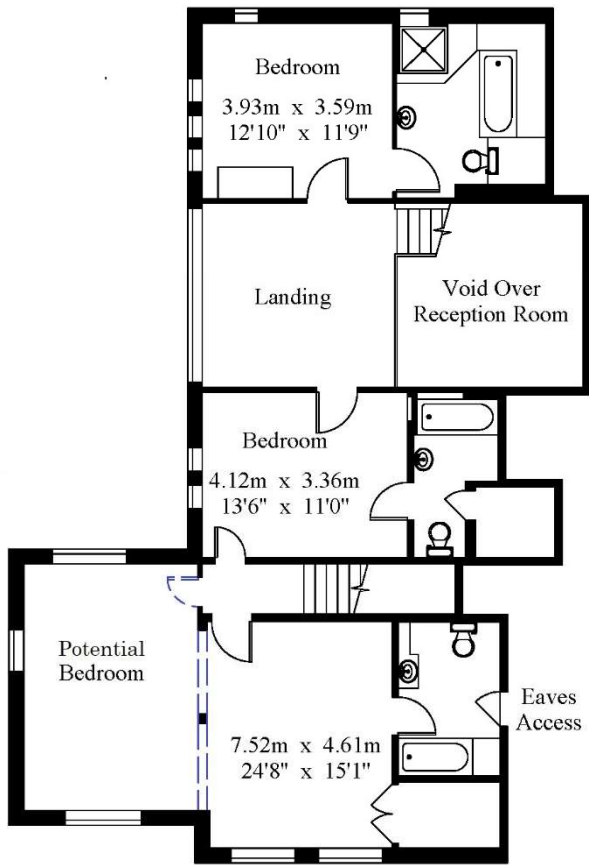 Bedroom
3.93m x 3.59m
12'10" x 11'9"
Landing
Void Over
Reception Room
Bedroom
4.12m x 3.36m
13'6" x 11'0"
Potential
Bedroom
7.52m x 4.61m
24'8" x 15'1"
Eaves
Access